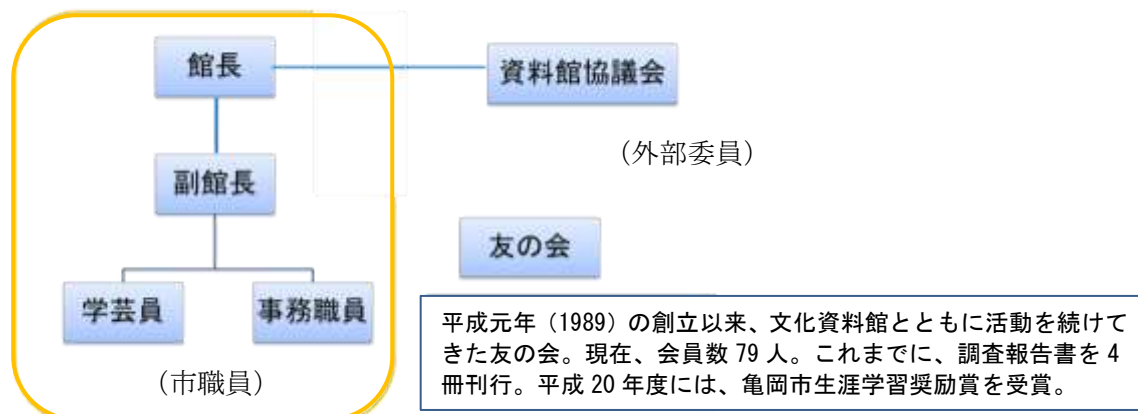 館長
資料館協議会
（外部委員）
副館長
友の会
学芸員
事務職員
（市職員）
平成元年（1989）の創立以来、文化資料館とともに活動を続けて
きた友の会。現在、会員数 79 人。これまでに、調査報告書を 4
冊刊行。平成 20 年度には、亀岡市生涯学習奨励賞を受賞。